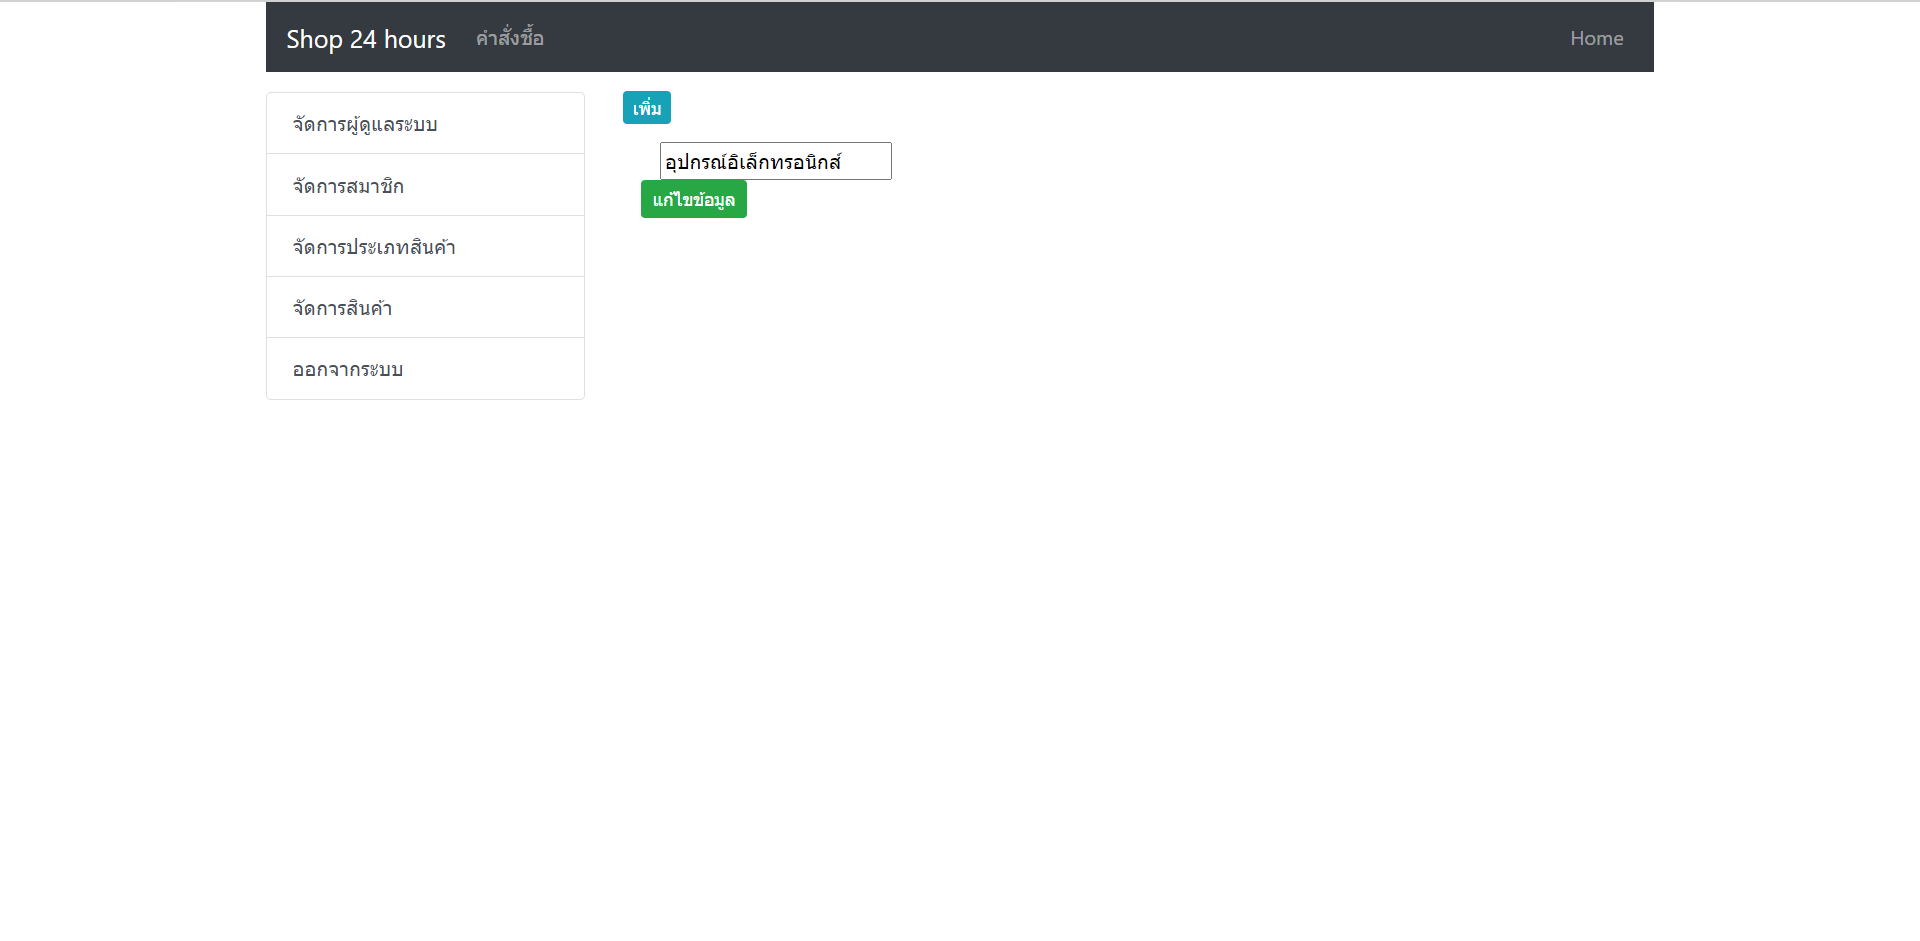 Shop 24 hours คำสั่งซื้อ Home
จัดการผู้ดูแลระบบ
จัดการสมาชิก
จัดการประเภทสินค้า
จัดการสินค้า
ออกจากระบบ
เพิ่ม
อุปกรณ์อิเล็กทรอนิกส์
แก้ไขข้อมูล